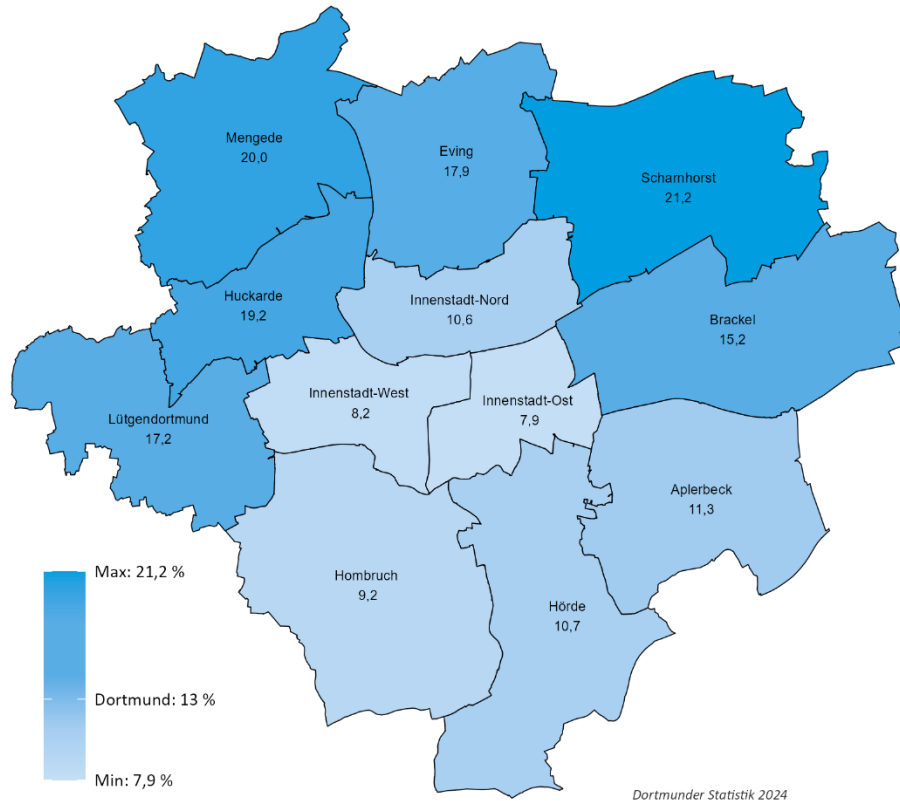 Mengede
20,0
Eving
17,9
Scharnhorst
21,2
Huckarde
19,2
Innenstadt-Nord
10,6
Brackel
15,2
Lütgendortmund
17,2
Innenstadt-West
8,2
Innenstadt-Ost
7,9
Aplerbeck
11,3
Hombruch
9,2
Hörde
10,7
Max: 21,2 %
Dortmund: 13 %
Min: 7,9 %
Dortmunder Statistik 2024